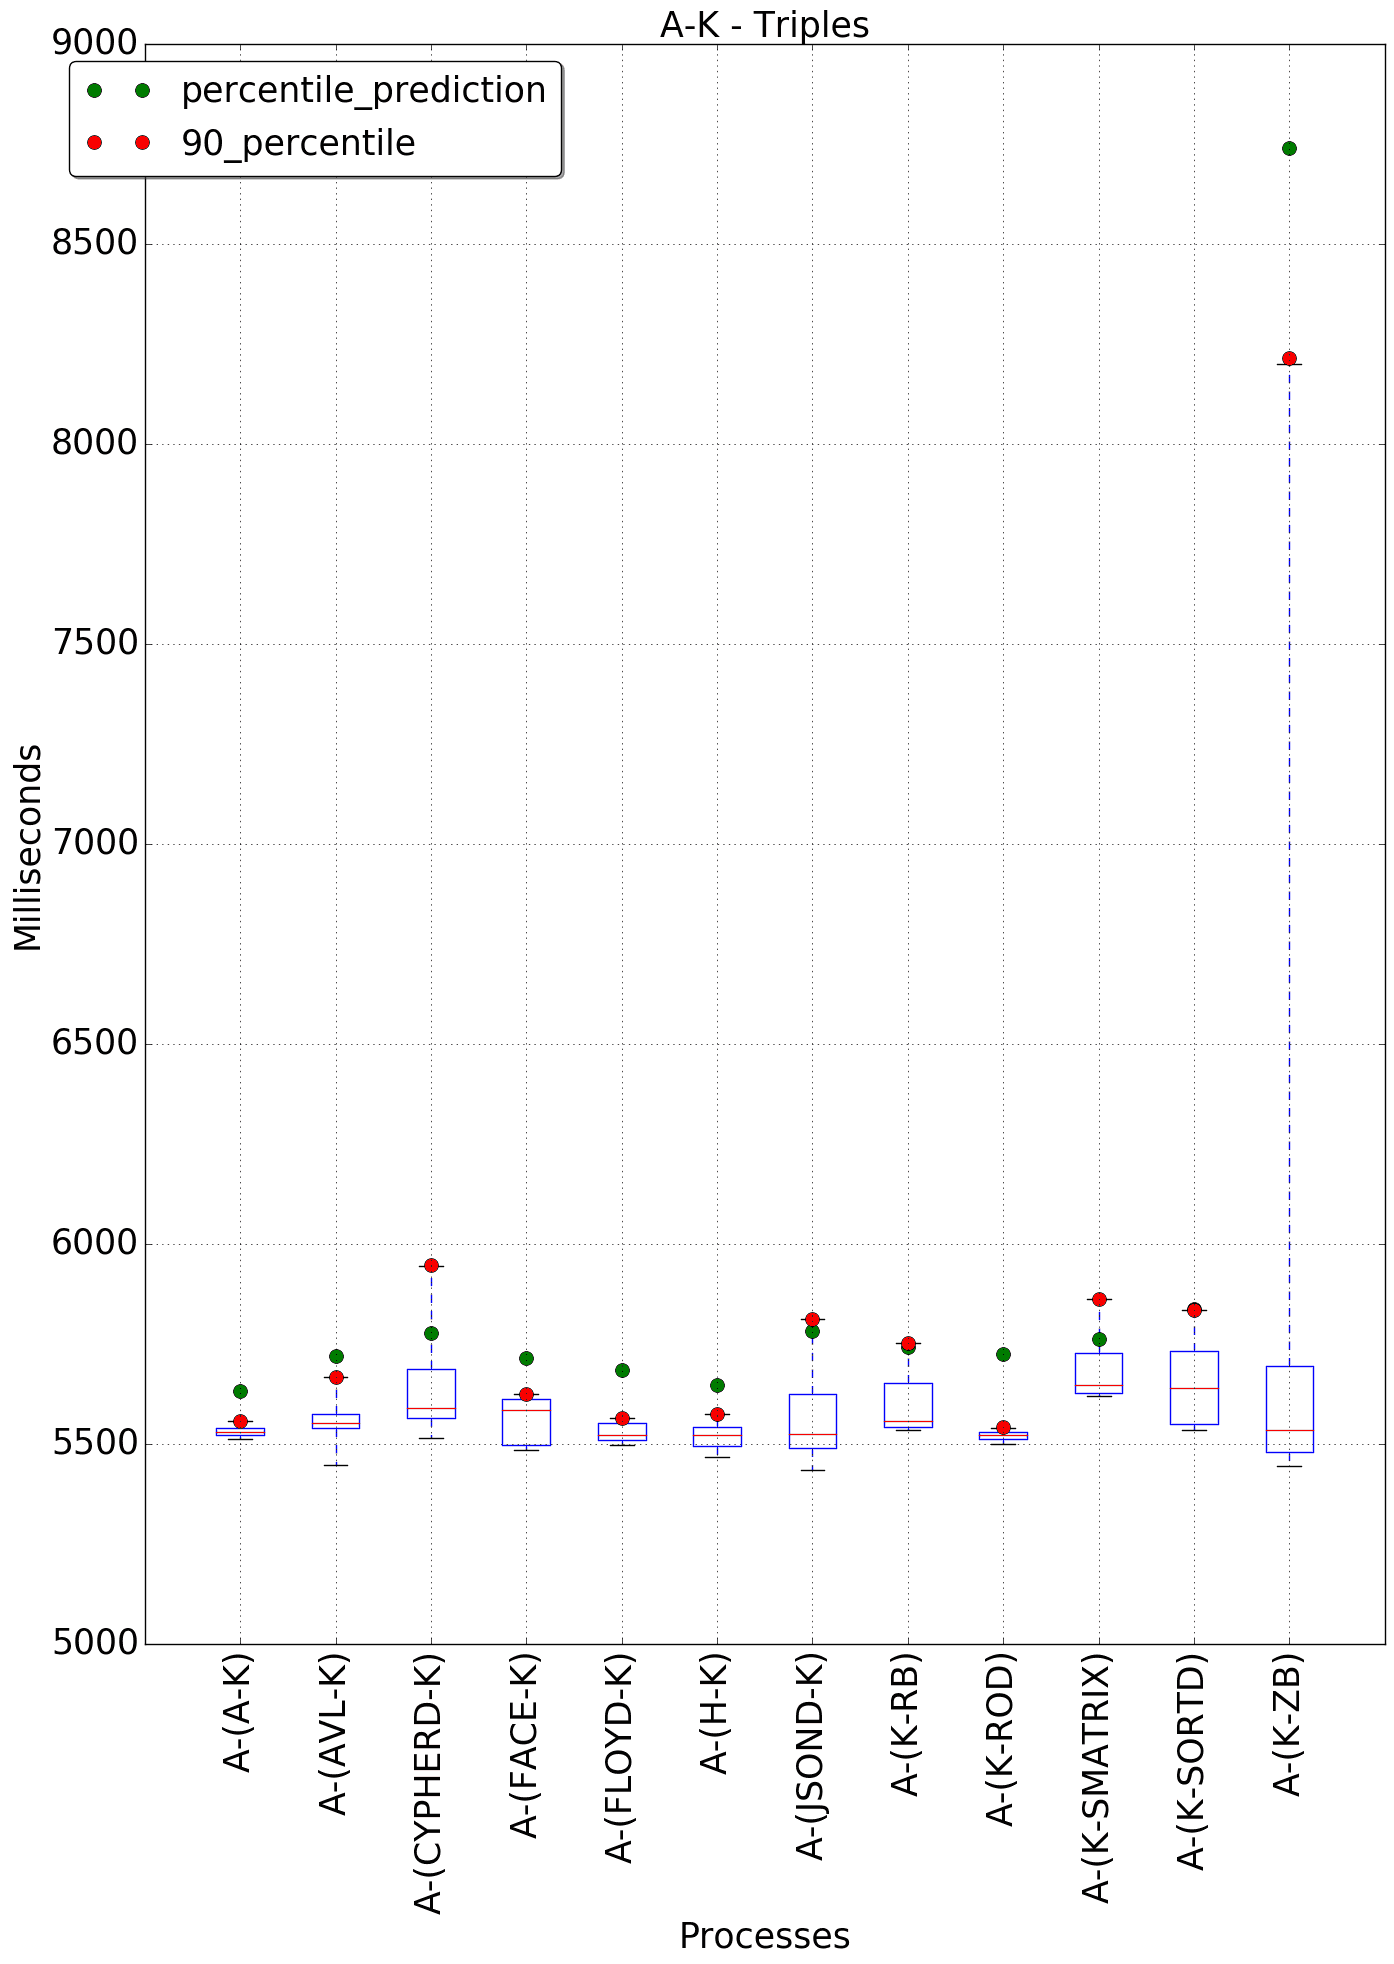 A-K - Triples
percentile_prediction
90_percentile
9000
8500
8000
7500
7000
6500
6000
5500
5000
Milliseconds
A-(A-K)
A-(AVL-K)
A-(CYPHERD-K)
A-(FACE-K)
A-(FLOYD-K)
A-(H-K)
A-(JSOND-K)
A-(K-RB)
A-(K-ROD)
A-(K-SMATRIX)
A-(K-SORTD)
A-(K-ZB)
Processes